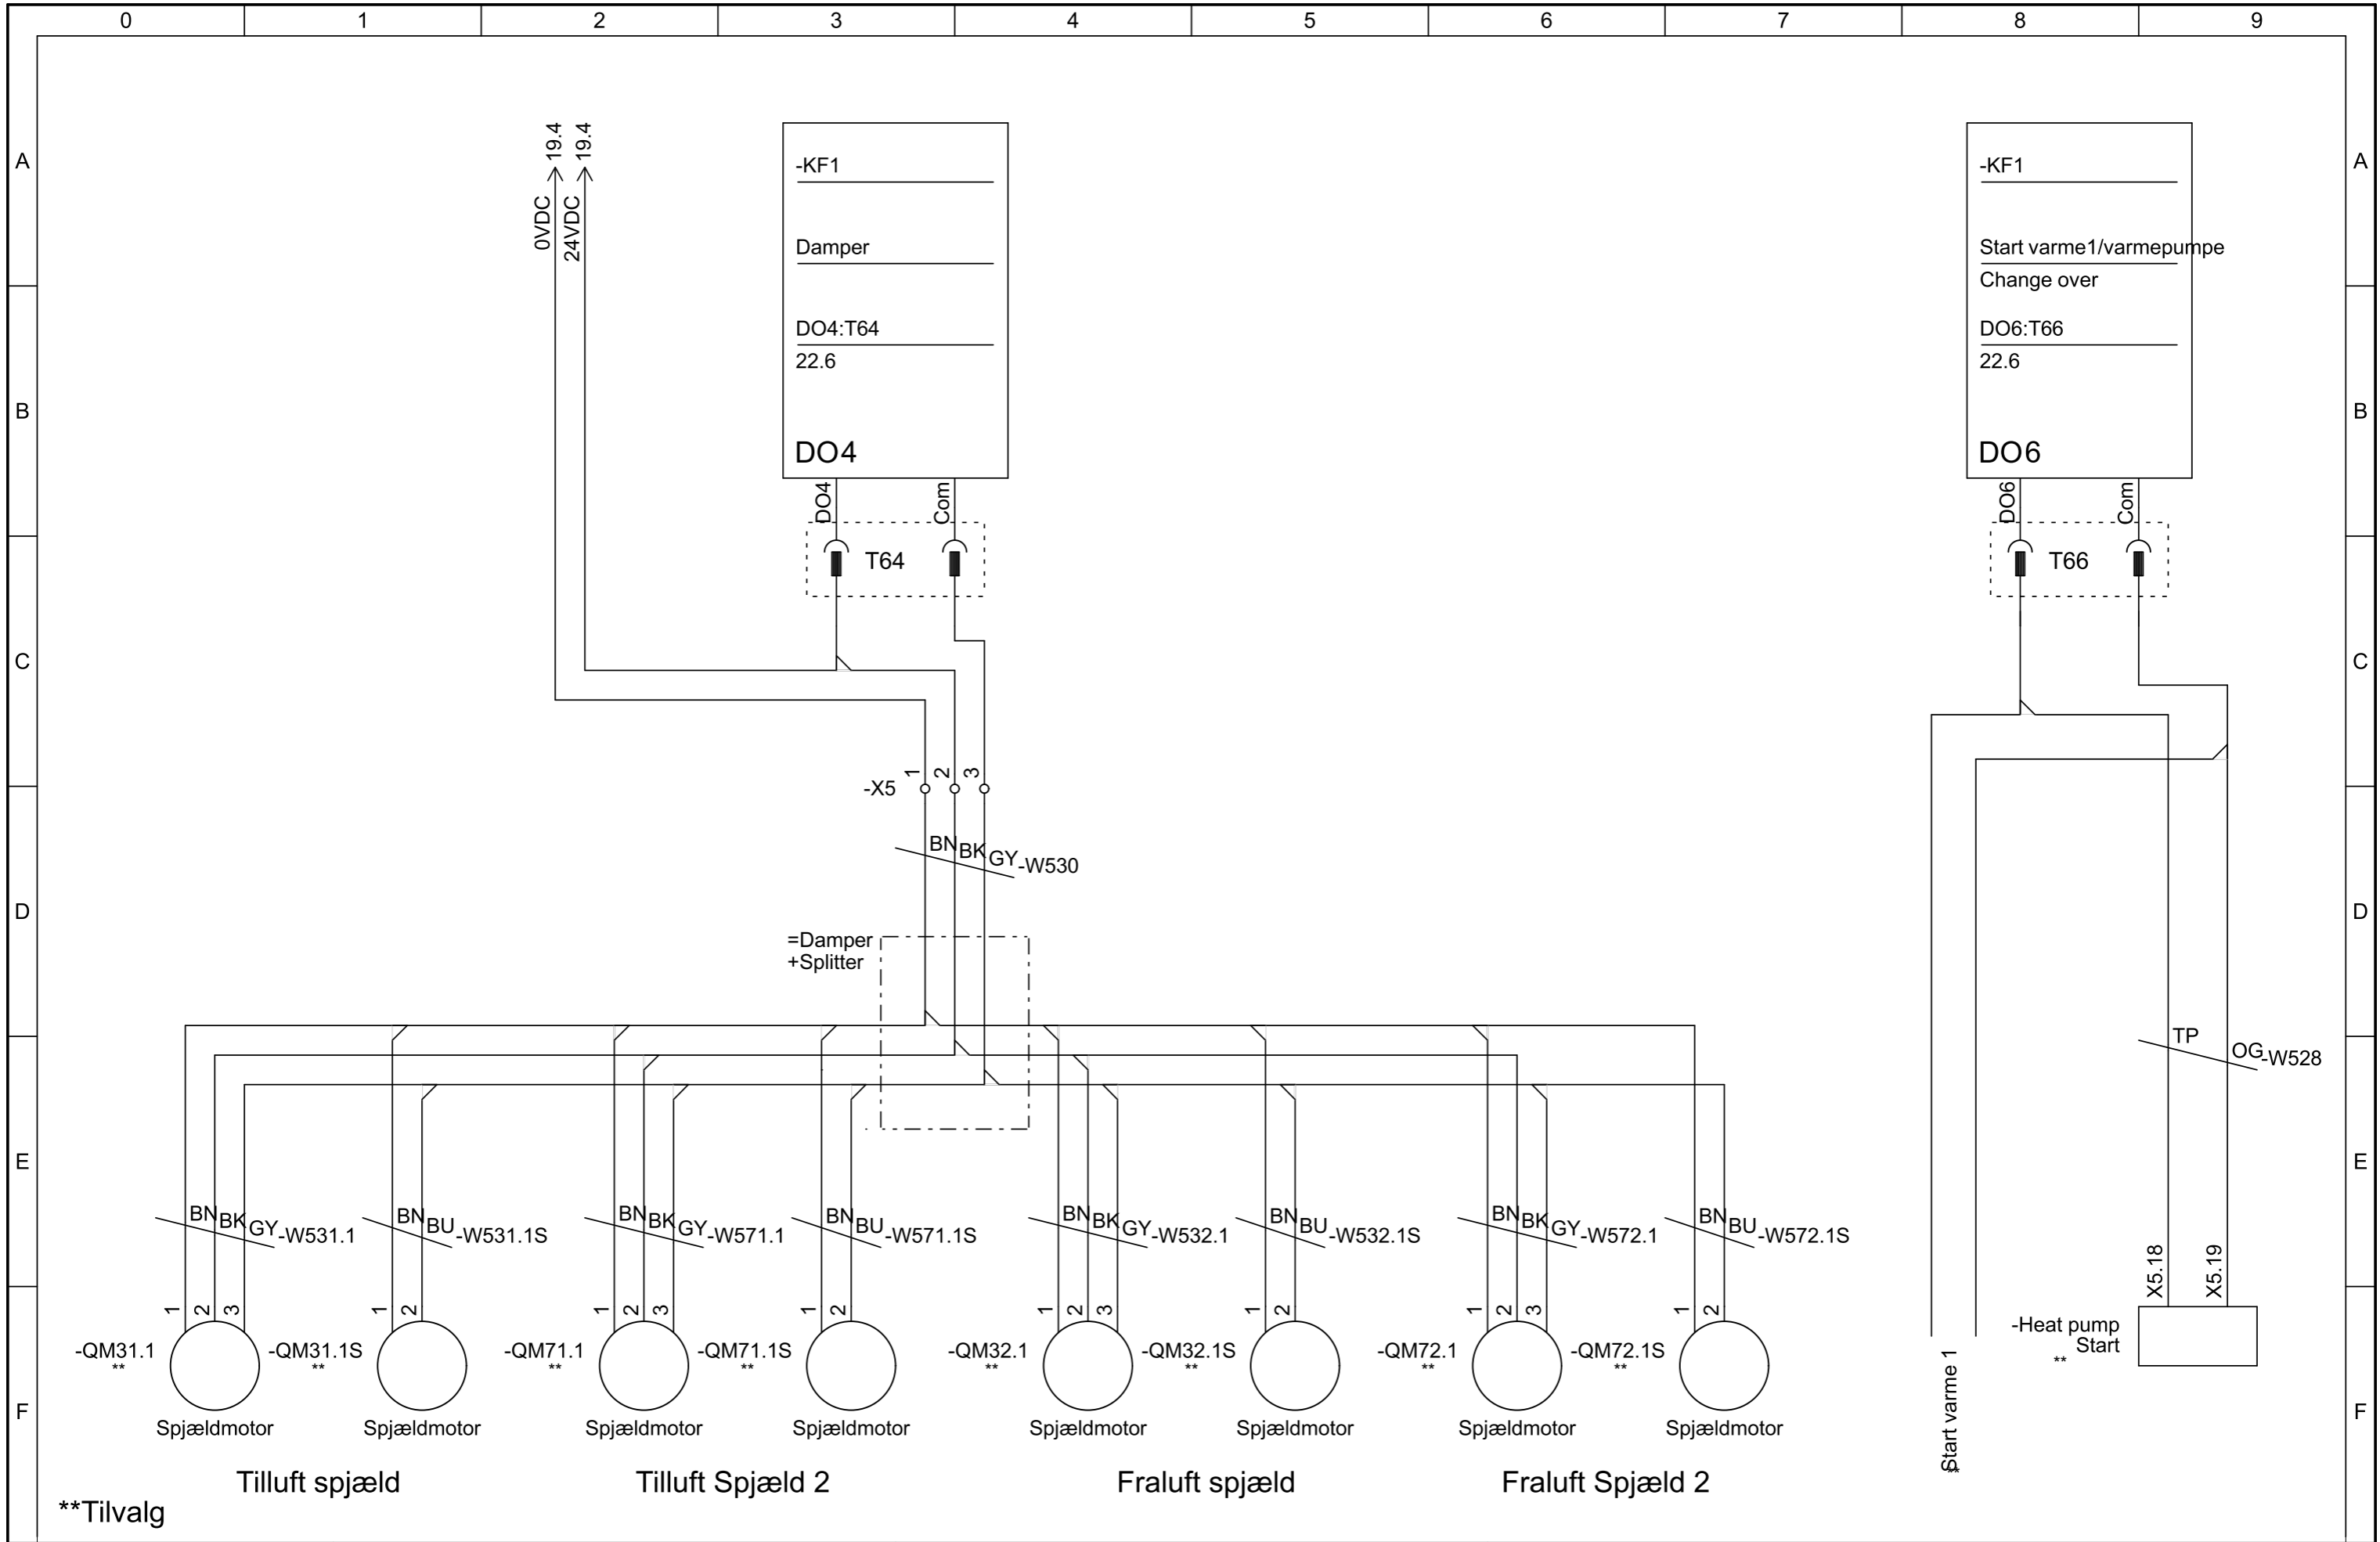 0 1 2 3 4 5 6 7 8 9
A A
B B
C C
D D
E E
F F
0VDC 19.4
24VDC 19.4
-KF1
Damper
DO4:T64
22.6
DO4
DO4 Com
T64
-KF1
Start varme1/varmepumpe
Change over
DO6:T66
22.6
DO6
DO6 Com
T66
-X5 1 2 3
BN BK GY -W530
=Damper
+Splitter
TP OG -W528
BN BK GY -W531.1
BN BU -W531.1S
BN BK GY -W571.1
BN BU -W571.1S
BN BK GY -W532.1
BN BU -W532.1S
BN BK GY -W572.1
BN BU -W572.1S
X5.18 X5.19
1 2 3
1 2
1 2 3
1 2
1 2 3
1 2
1 2 3
1 2
-QM31.1
**
-QM31.1S
**
-QM71.1
**
-QM71.1S
**
-QM32.1
**
-QM32.1S
**
-QM72.1
**
-QM72.1S
**
-Heat pump
Start
**
Start varme 1
**
Spjældmotor
Spjældmotor
Spjældmotor
Spjældmotor
Spjældmotor
Spjældmotor
Spjældmotor
Spjældmotor
Tilluft spjæld
Tilluft Spjæld 2
Fraluft spjæld
Fraluft Spjæld 2
**Tilvalg